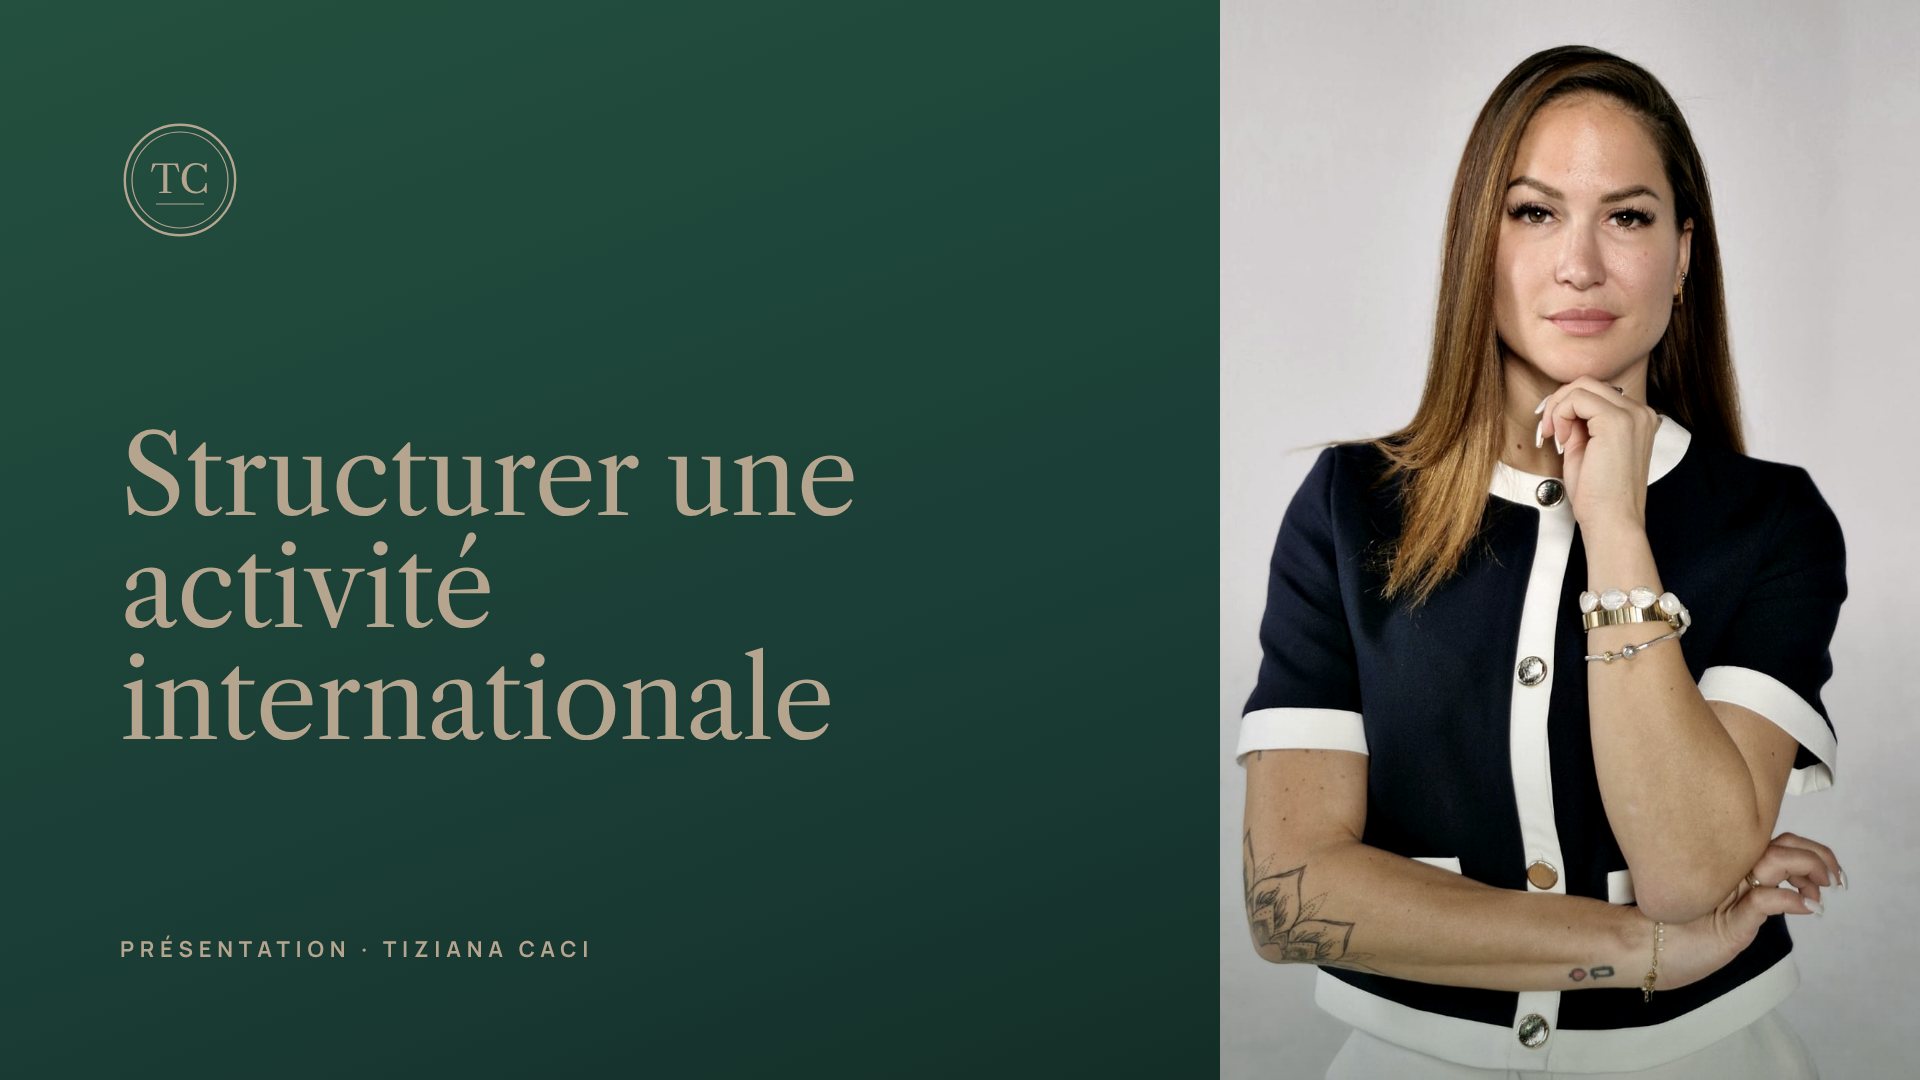 TC
Structurer une
activité
internationale
PRÉSENTATION · TIZIANA CACI